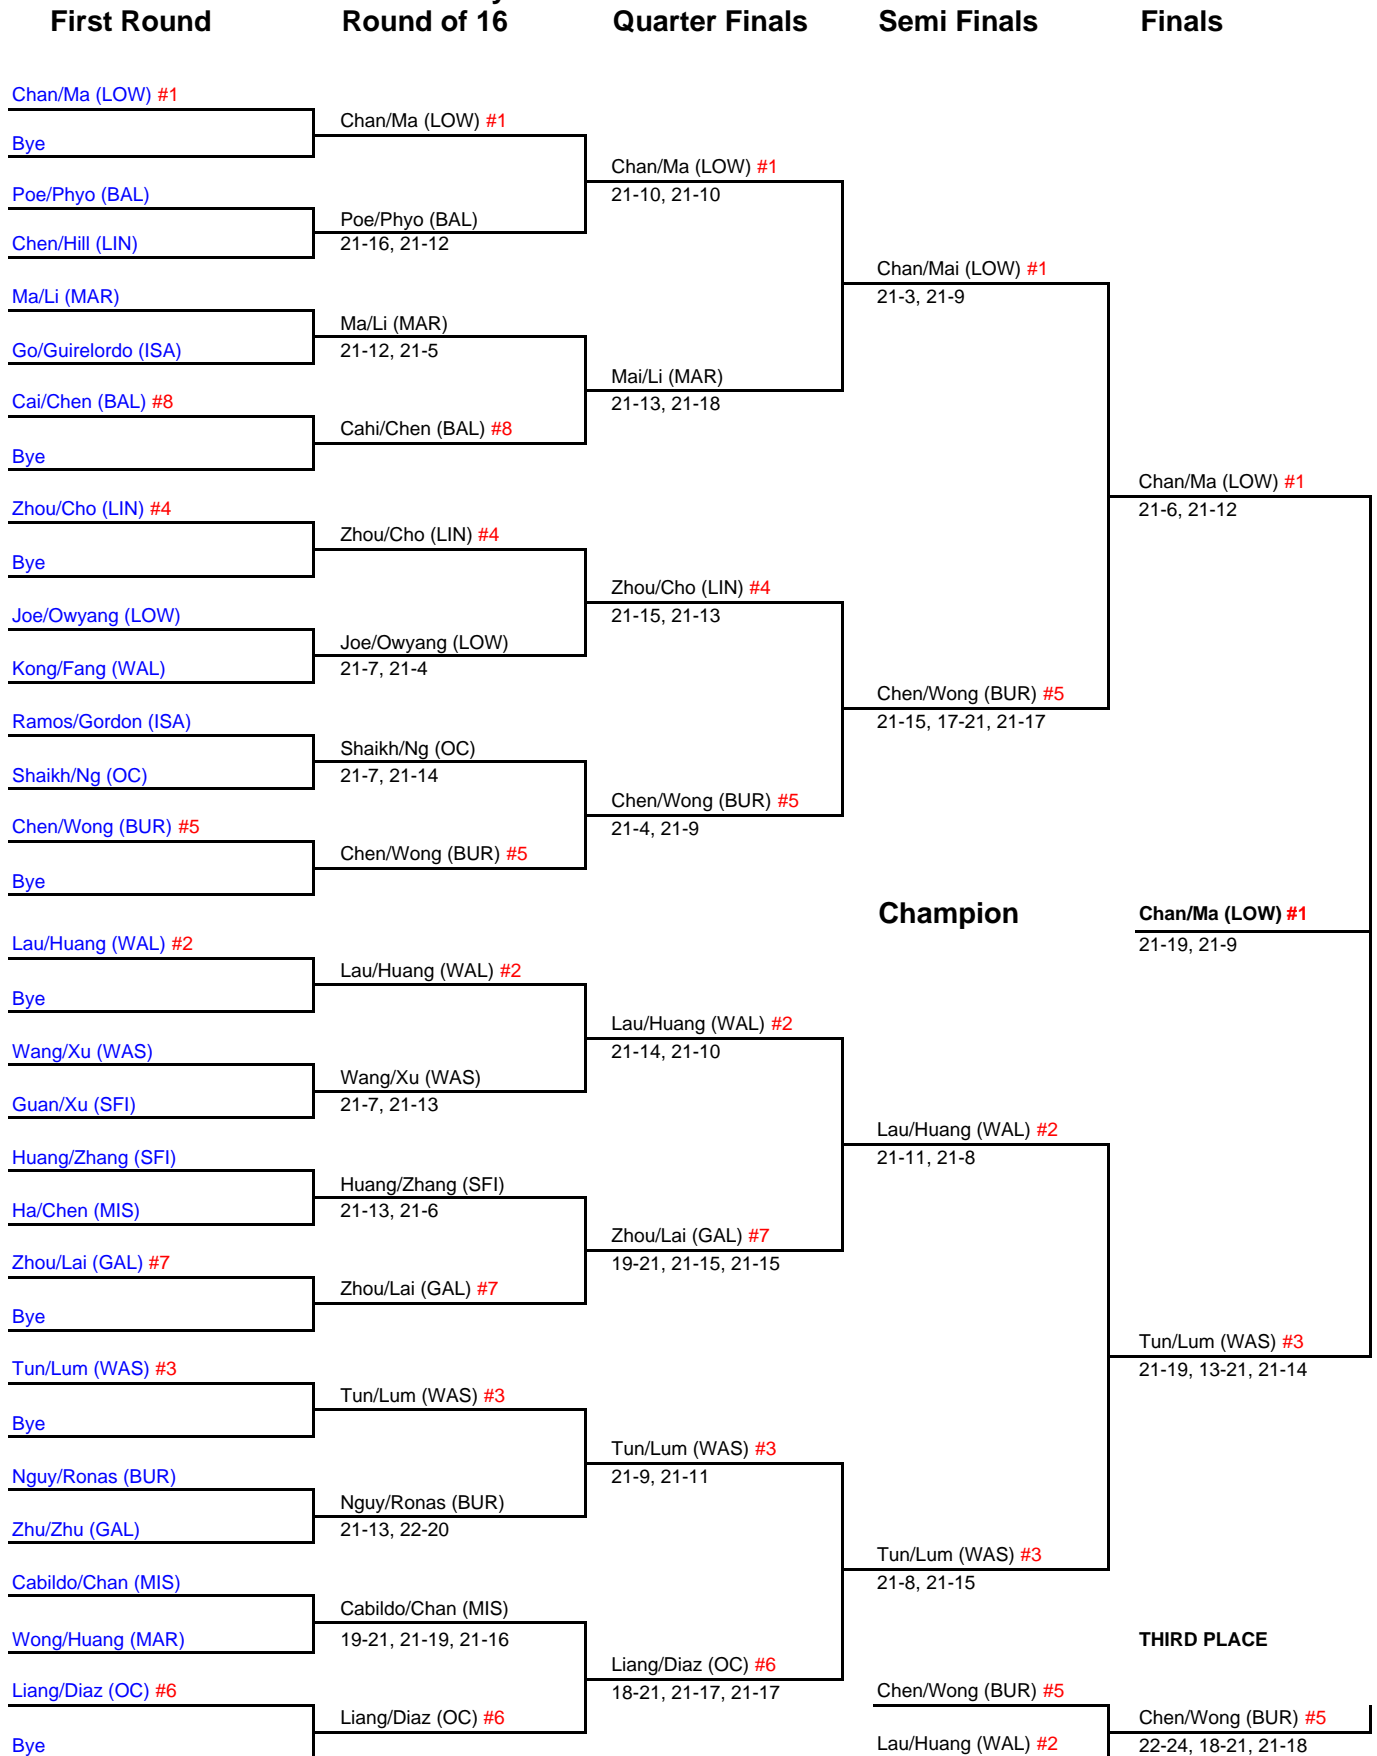 First Round
Round of 16
Quarter Finals
Semi Finals
Finals
Chan/Ma (LOW) #1
Bye
Poe/Phyo (BAL)
Chen/Hill (LIN)
Ma/Li (MAR)
Go/Guirelordo (ISA)
Cai/Chen (BAL) #8
Bye
Zhou/Cho (LIN) #4
Bye
Joe/Owyang (LOW)
Kong/Fang (WAL)
Ramos/Gordon (ISA)
Shaikh/Ng (OC)
Chen/Wong (BUR) #5
Bye
Lau/Huang (WAL) #2
Bye
Wang/Xu (WAS)
Guan/Xu (SFI)
Huang/Zhang (SFI)
Ha/Chen (MIS)
Zhou/Lai (GAL) #7
Bye
Tun/Lum (WAS) #3
Bye
Nguy/Ronas (BUR)
Zhu/Zhu (GAL)
Cabildo/Chan (MIS)
Wong/Huang (MAR)
Liang/Diaz (OC) #6
Bye
Chan/Ma (LOW) #1
Poe/Phyo (BAL)
21-16, 21-12
Ma/Li (MAR)
21-12, 21-5
Cahi/Chen (BAL) #8
Zhou/Cho (LIN) #4
Joe/Owyang (LOW)
21-7, 21-4
Shaikh/Ng (OC)
21-7, 21-14
Chen/Wong (BUR) #5
Lau/Huang (WAL) #2
Wang/Xu (WAS)
21-7, 21-13
Huang/Zhang (SFI)
21-13, 21-6
Zhou/Lai (GAL) #7
Tun/Lum (WAS) #3
Nguy/Ronas (BUR)
21-13, 22-20
Cabildo/Chan (MIS)
19-21, 21-19, 21-16
Liang/Diaz (OC) #6
Chan/Ma (LOW) #1
21-10, 21-10
Mai/Li (MAR)
21-13, 21-18
Zhou/Cho (LIN) #4
21-15, 21-13
Chen/Wong (BUR) #5
21-4, 21-9
Lau/Huang (WAL) #2
21-14, 21-10
Zhou/Lai (GAL) #7
19-21, 21-15, 21-15
Tun/Lum (WAS) #3
21-9, 21-11
Liang/Diaz (OC) #6
18-21, 21-17, 21-17
Chan/Mai (LOW) #1
21-3, 21-9
Chen/Wong (BUR) #5
21-15, 17-21, 21-17
Champion
Lau/Huang (WAL) #2
21-11, 21-8
Tun/Lum (WAS) #3
21-8, 21-15
Chen/Wong (BUR) #5
Lau/Huang (WAL) #2
Chan/Ma (LOW) #1
21-6, 21-12
Chan/Ma (LOW) #1
21-19, 21-9
Tun/Lum (WAS) #3
21-19, 13-21, 21-14
THIRD PLACE
Chen/Wong (BUR) #5
22-24, 18-21, 21-18